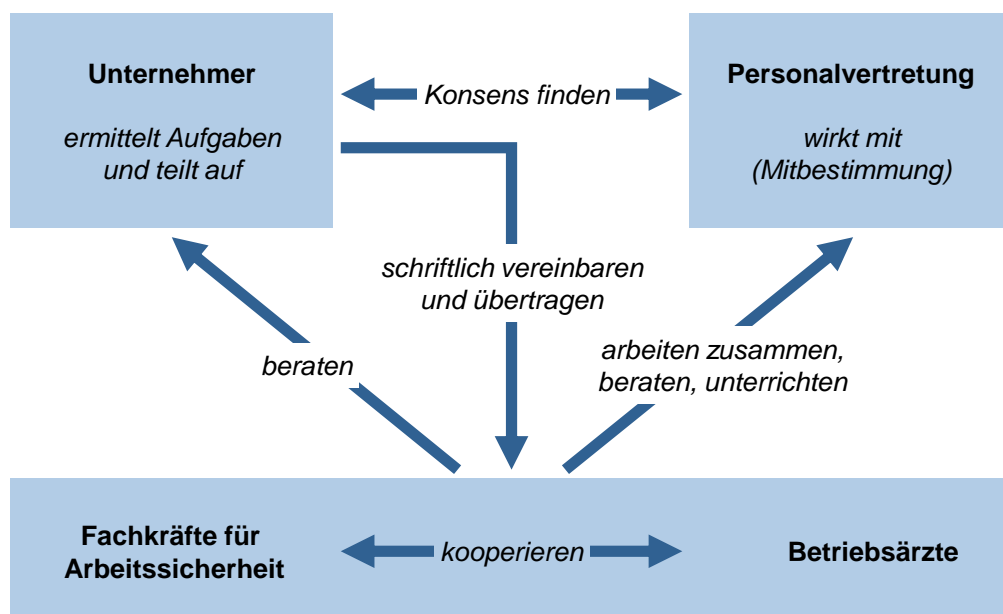 Unternehmer
ermittelt Aufgaben
und teilt auf
Konsens finden
Personalvertretung
wirkt mit
(Mitbestimmung)
schriftlich vereinbaren
und übertragen
beraten
arbeiten zusammen,
beraten, unterrichten
Fachkräfte für
Arbeitssicherheit
kooperieren
Betriebsärzte